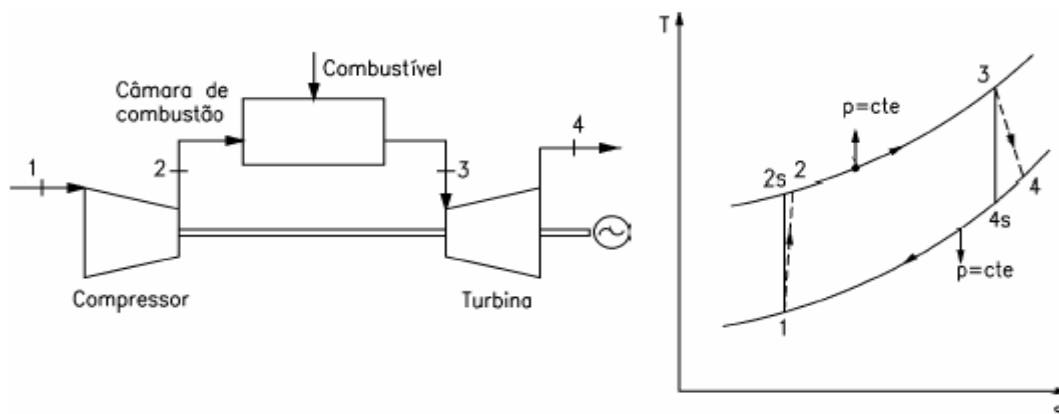 Combustível
Câmara de
combustão
1
2
3
4
Compressor
Turbina
T
3
p=cte
2s 2
4
4s
p=cte
1
s